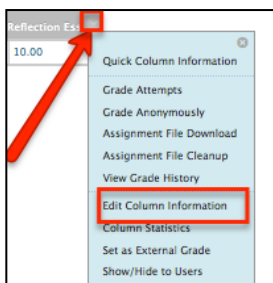 Reflection Ess
10.00
Quick Column Information
Grade Attempts
Grade Anonymously
Assignment File Download
Assignment File Cleanup
View Grade History
Edit Column Information
Column Statistics
Set as External Grade
Show/Hide to Users